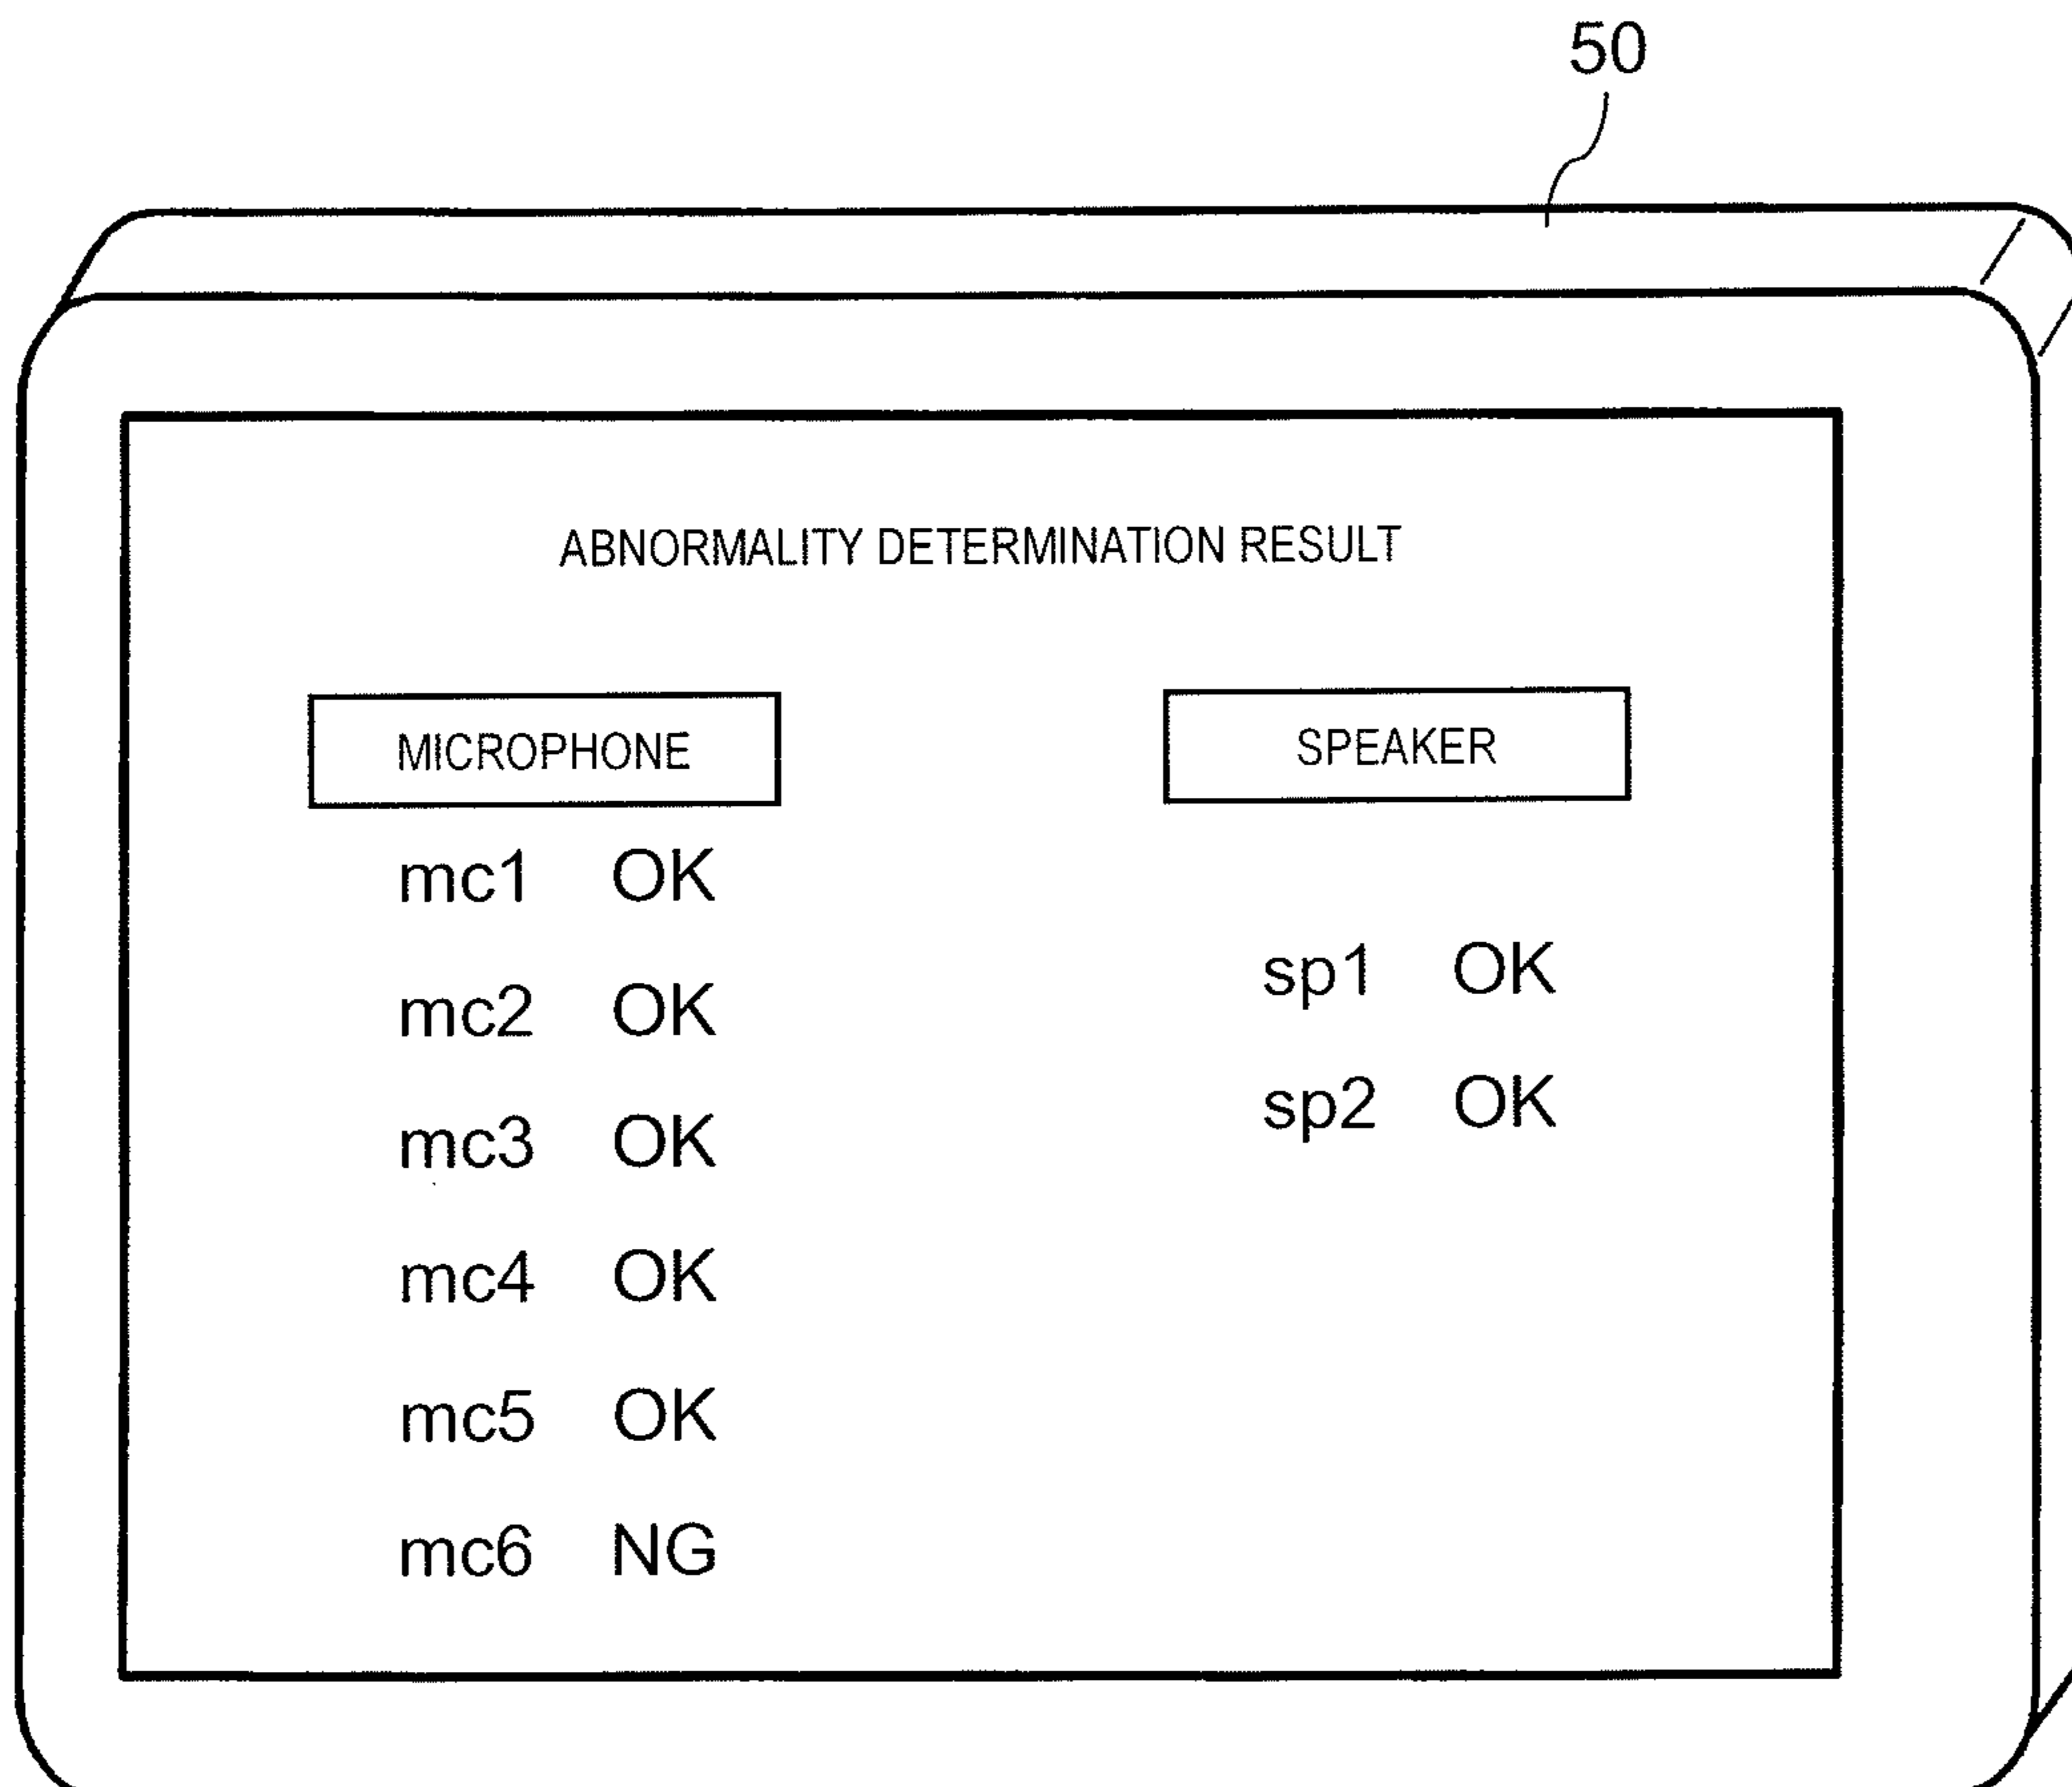 50
ABNORMALITY DETERMINATION RESULT
MICROPHONE
mc1 OK
mc2 OK
mc3 OK
mc4 OK
mc5 OK
mc6 NG
SPEAKER
sp1 OK
sp2 OK